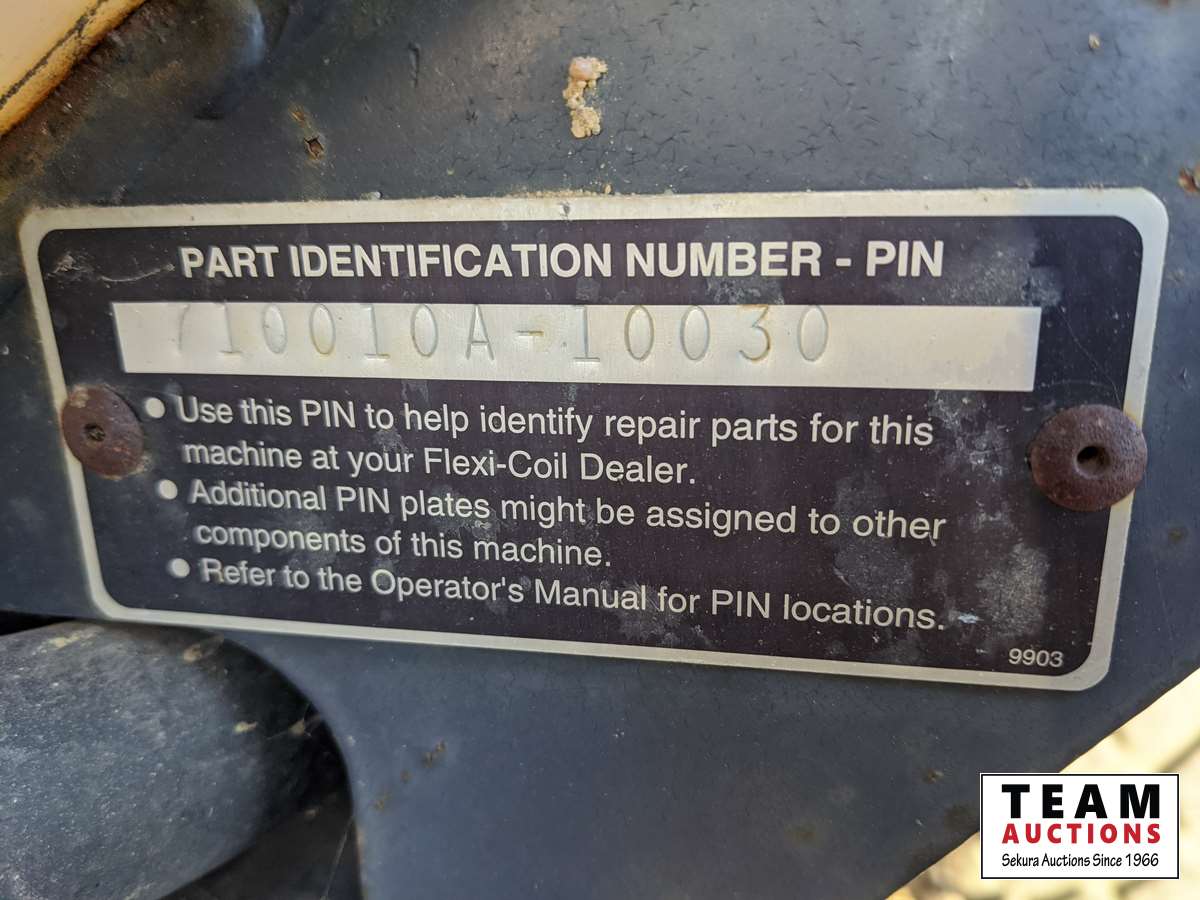 PART IDENTIFICATION NUMBER - PIN
710010A-10030
• Use this PIN to help identify repair parts for this
machine at your Flexi-Coil Dealer.
• Additional PIN plates might be assigned to other
components of this machine.
• Refer to the Operator's Manual for PIN locations.
9903
TEAM
AUCTIONS
Sekura Auctions Since 1966